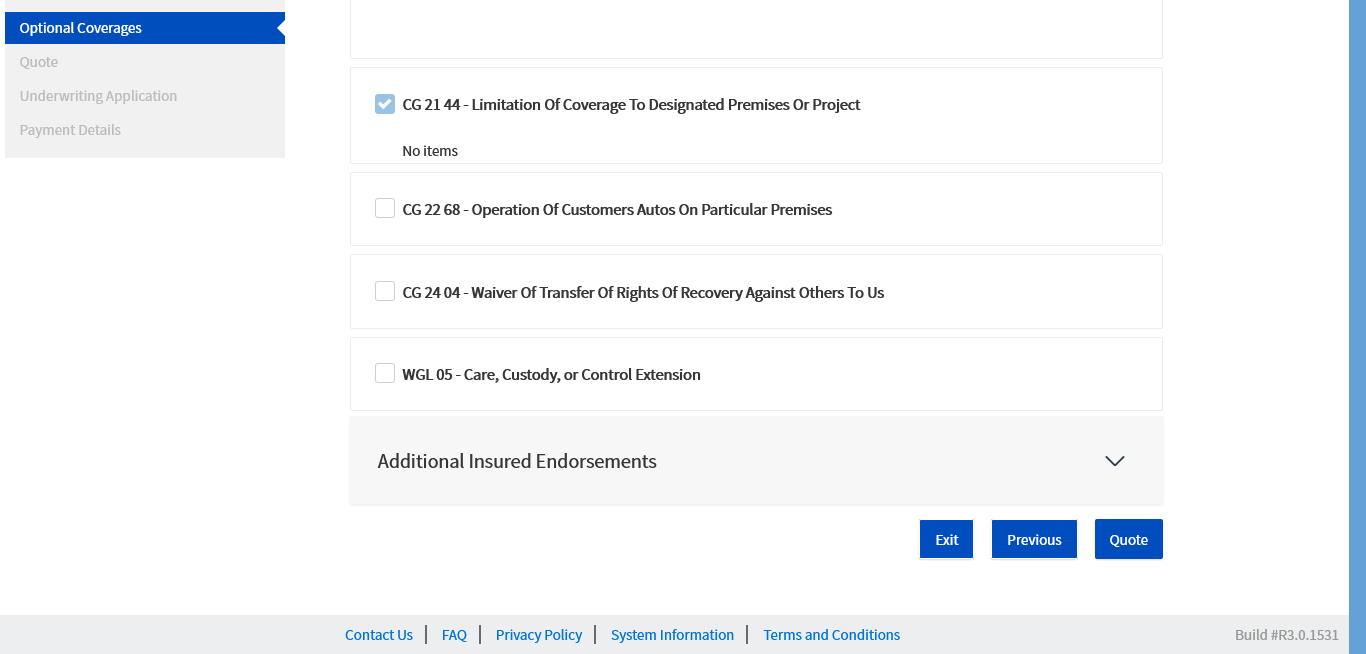 Optional Coverages
Quote
Underwriting Application
Payment Details
CG 21 44 - Limitation Of Coverage To Designated Premises Or Project
No items
CG 22 68 - Operation Of Customers Autos On Particular Premises
CG 24 04 - Waiver Of Transfer Of Rights Of Recovery Against Others To Us
WGL 05 - Care, Custody, or Control Extension
Additional Insured Endorsements
Exit Previous Quote
Contact Us | FAQ | Privacy Policy | System Information | Terms and Conditions Build #R3.0.1531